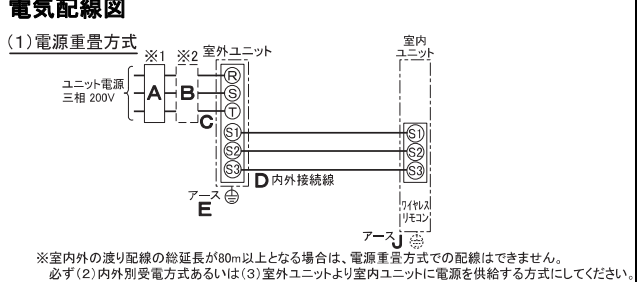 電気配線図
(1)電源重畳方式
※1 ※2 室外ユニット
室内
ユニット
ユニット電源
三相 200V
A
B
C
R
S
T
S1
S2
S3
S1
S2
S3
D 内外接続線
アース
E
ワイヤレス
リモコン
アース J
※室内外の渡り配線の総延長が80m以上となる場合は、電源重畳方式での配線はできません。
必ず(2)内外別受電方式あるいは(3)室外ユニットより室内ユニットに電源を供給する方式にしてください。